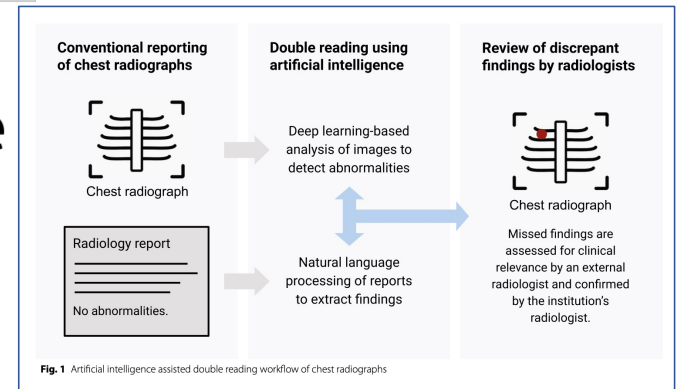 Conventional reporting
of chest radiographs
Chest radiograph
Radiology report
No abnormalities.
Double reading using
artificial intelligence
Deep learning-based
analysis of images to
detect abnormalities
Natural language
processing of reports
to extract findings
Review of discrepant
findings by radiologists
Chest radiograph
Missed findings are
assessed for clinical
relevance by an external
radiologist and confirmed
by the institution's
radiologist.
Fig. 1 Artificial intelligence assisted double reading workflow of chest radiographs